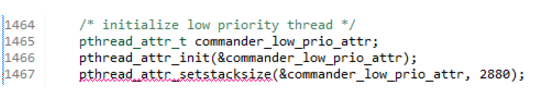 1464 /* initialize low priority thread */
1465 pthread_attr_t commander_low_prio_attr;
1466 pthread_attr_init(&commander_low_prio_attr);
1467 pthread_attr_setstacksize(&commander_low_prio_attr, 2880);